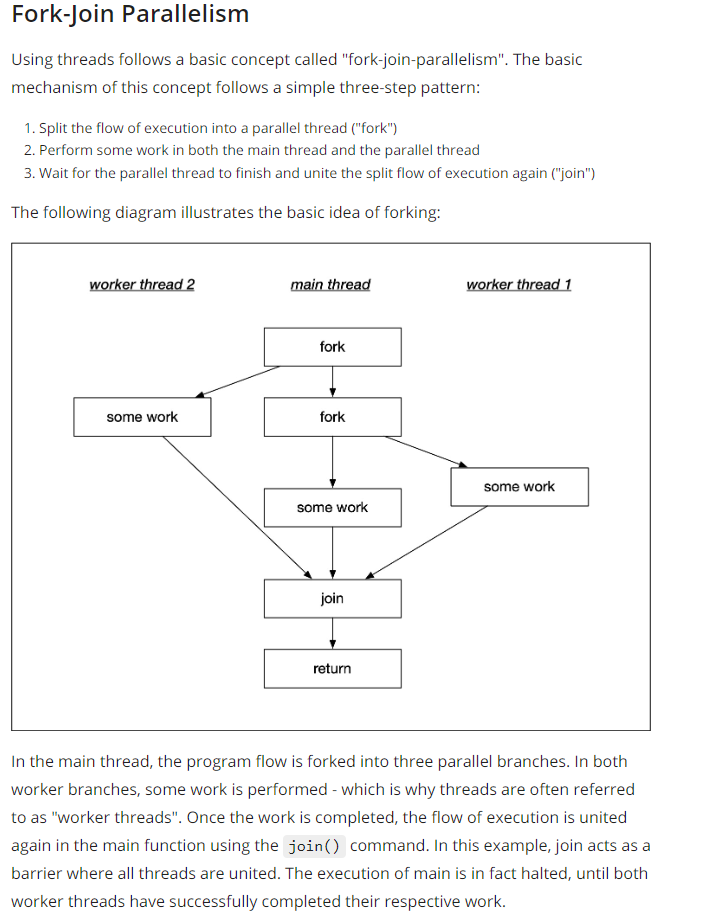 Fork-Join Parallelism
Using threads follows a basic concept called "fork-join-parallelism". The basic
mechanism of this concept follows a simple three-step pattern:
1. Split the flow of execution into a parallel thread ("fork")
2. Perform some work in both the main thread and the parallel thread
3. Wait for the parallel thread to finish and unite the split flow of execution again ("join")
The following diagram illustrates the basic idea of forking:
worker thread 2 main thread worker thread 1
fork
some work fork
some work
some work
join
return
In the main thread, the program flow is forked into three parallel branches. In both
worker branches, some work is performed - which is why threads are often referred
to as "worker threads". Once the work is completed, the flow of execution is united
again in the main function using the join() command. In this example, join acts as a
barrier where all threads are united. The execution of main is in fact halted, until both
worker threads have successfully completed their respective work.